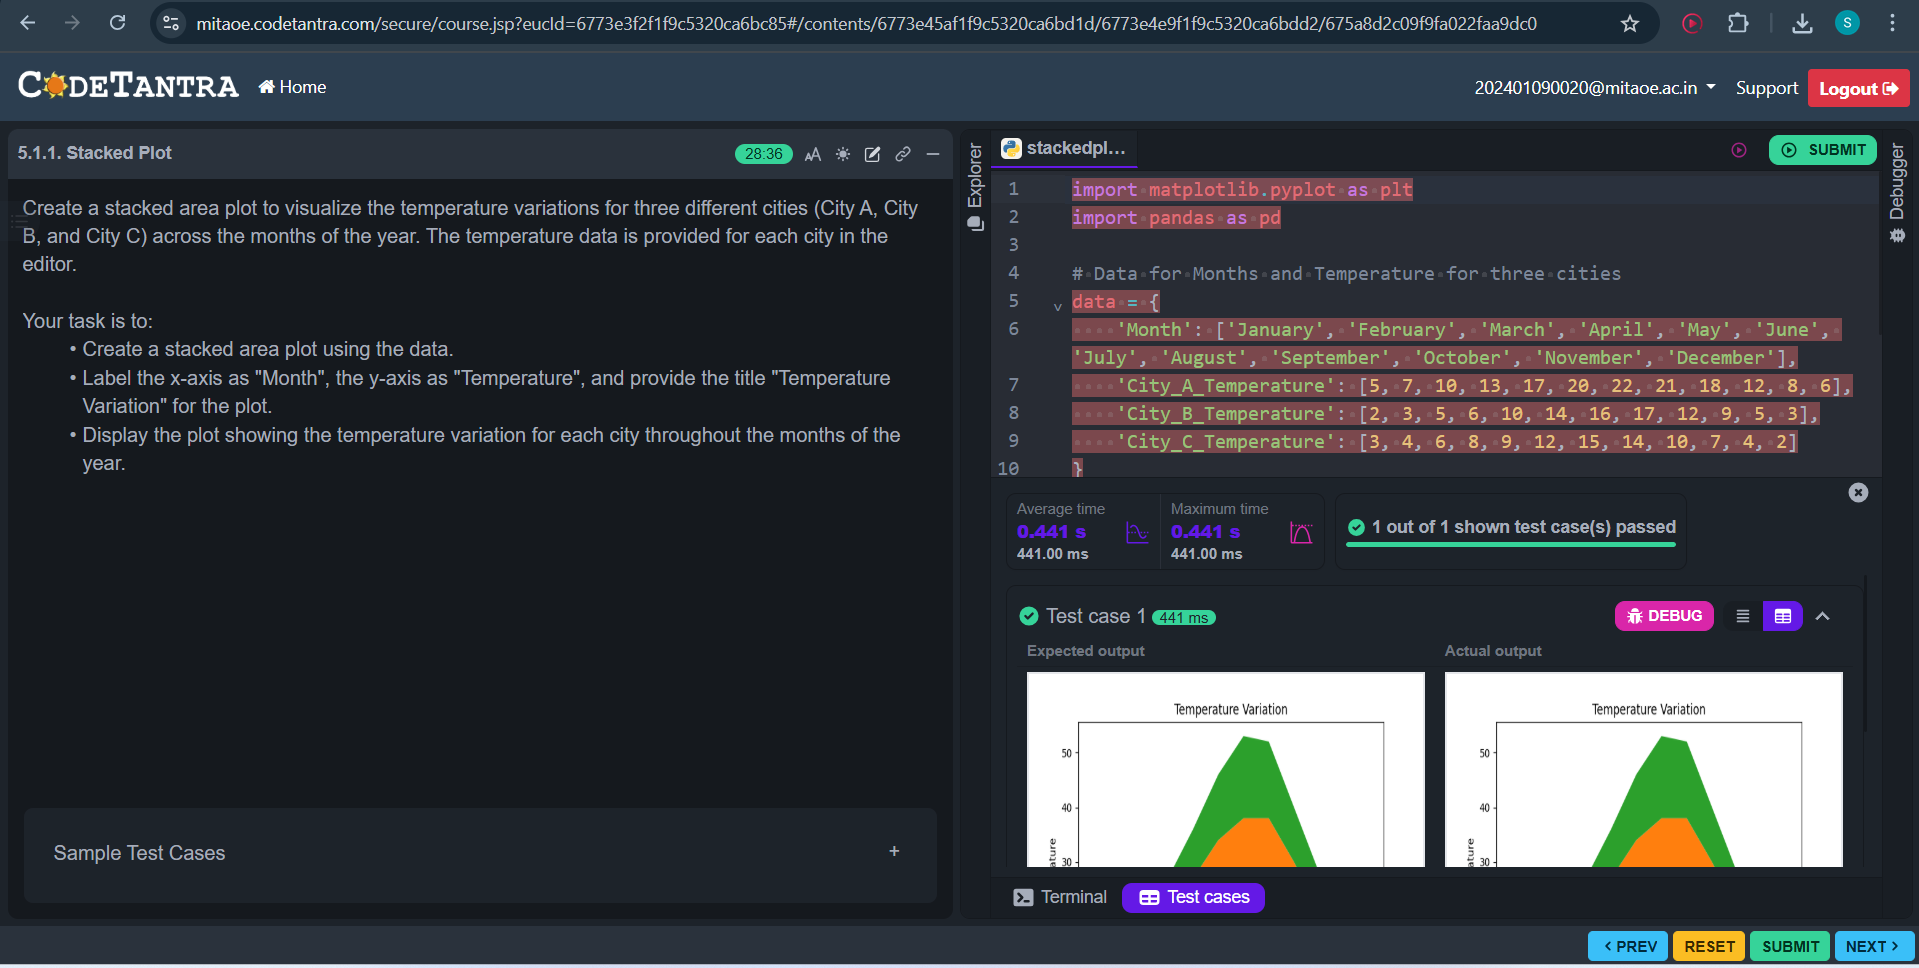 mitaoe.codetantra.com/secure/course.jsp?eucId=6773e3f2f1f9c5320ca6bc85#/contents/6773e45af1f9c5320ca6bd1d/6773e4e9f1f9c5320ca6bdd2/675a8d2c09f9fa022faa9dc0
S
CODETANTRA
Home
202401090020@mitaoe.ac.in
Support
Logout
5.1.1. Stacked Plot
28:36
AA
Create a stacked area plot to visualize the temperature variations for three different cities (City A, City
B, and City C) across the months of the year. The temperature data is provided for each city in the
editor.
Your task is to:
• Create a stacked area plot using the data.
• Label the x-axis as "Month", the y-axis as "Temperature", and provide the title "Temperature
Variation" for the plot.
• Display the plot showing the temperature variation for each city throughout the months of the
year.
Sample Test Cases
+
Explorer
stackedpl...
SUBMIT
Debugger
1 import matplotlib.pyplot as plt
2 import pandas as pd
3
4 # Data for Months and Temperature for three cities
5 data = {
6 'Month': ['January', 'February', 'March', 'April', 'May', 'June',
'July', 'August', 'September', 'October', 'November', 'December'],
7 'City_A_Temperature': [5, 7, 10, 13, 17, 20, 22, 21, 18, 12, 8, 6],
8 'City_B_Temperature': [2, 3, 5, 6, 10, 14, 16, 17, 12, 9, 5, 3],
9 'City_C_Temperature': [3, 4, 6, 8, 9, 12, 15, 14, 10, 7, 4, 2]
10 }
Average time
0.441 s
441.00 ms
Maximum time
0.441 s
441.00 ms
1 out of 1 shown test case(s) passed
Test case 1
441 ms
DEBUG
Expected output
Actual output
Temperature Variation
50
40
30
Temperature Variation
50
40
30
Terminal
Test cases
< PREV
RESET
SUBMIT
NEXT >